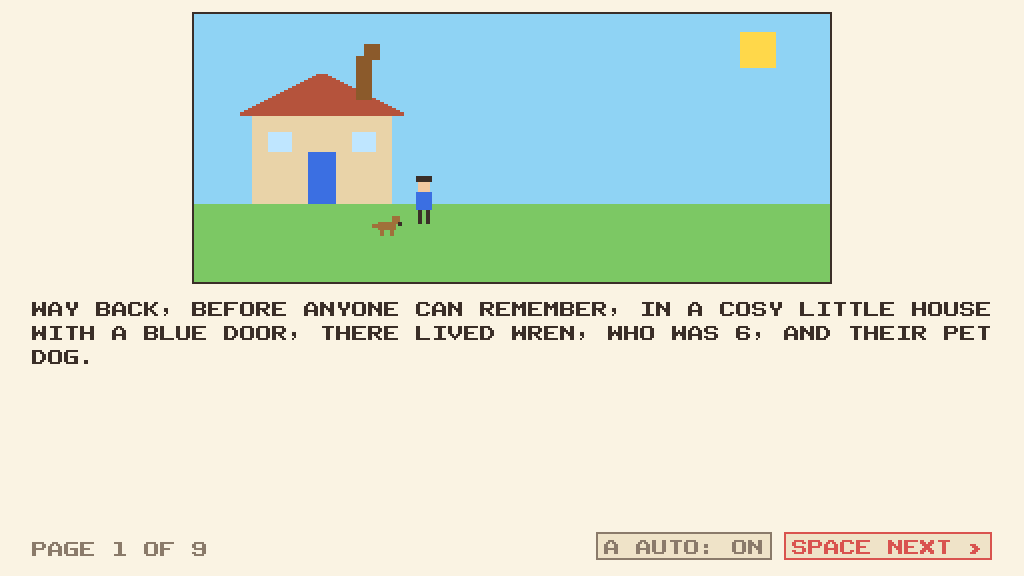 WAY BACK, BEFORE ANYONE CAN REMEMBER, IN A COSY LITTLE HOUSE
WITH A BLUE DOOR, THERE LIVED WREN, WHO WAS 6, AND THEIR PET
DOG.
PAGE 1 OF 9
A AUTO: ON
SPACE NEXT >